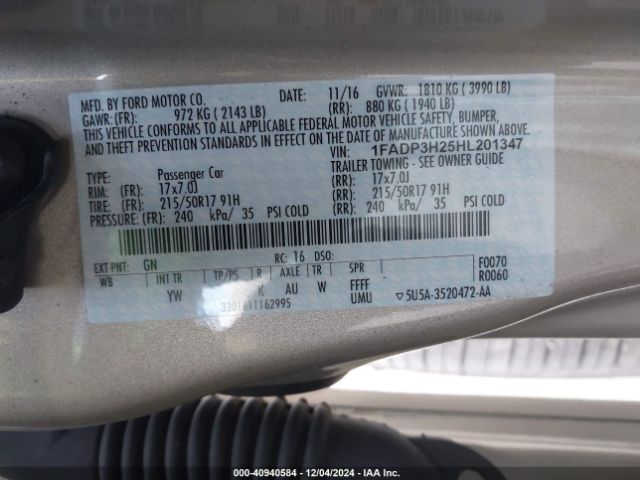 MFD. BY FORD MOTOR CO. DATE: 11/16 GVWR: 1810 KG ( 3990 LB)
GAWR: (FR): 972 KG ( 2143 LB) (RR): 880 KG ( 1940 LB)
THIS VEHICLE CONFORMS TO ALL APPLICABLE FEDERAL MOTOR VEHICLE SAFETY, BUMPER,
AND THEFT PREVENTION STANDARDS IN EFFECT ON THE DATE OF MANUFACTURE SHOWN ABOVE.
VIN: 1FADP3H25HL201347
TYPE: Passenger Car TRAILER TOWING - SEE OWNER GUIDE
RIM: (FR): 17x7.0J (RR): 17x7.0J
TIRE: (FR): 215/50R17 91H (RR): 215/50R17 91H
PRESSURE: (FR): 240 kPa/ 35 PSI COLD (RR): 240 kPa/ 35 PSI COLD
EXT PNT: GN RC: 16 DSO: F0070
R0060
WB INT TR TP/PS R AXLE TR SPR
YW K AU W FFFF
UMU
3201611162995 5U5A-3520472-AA
000-40940584 - 12/04/2024 - IAA Inc.